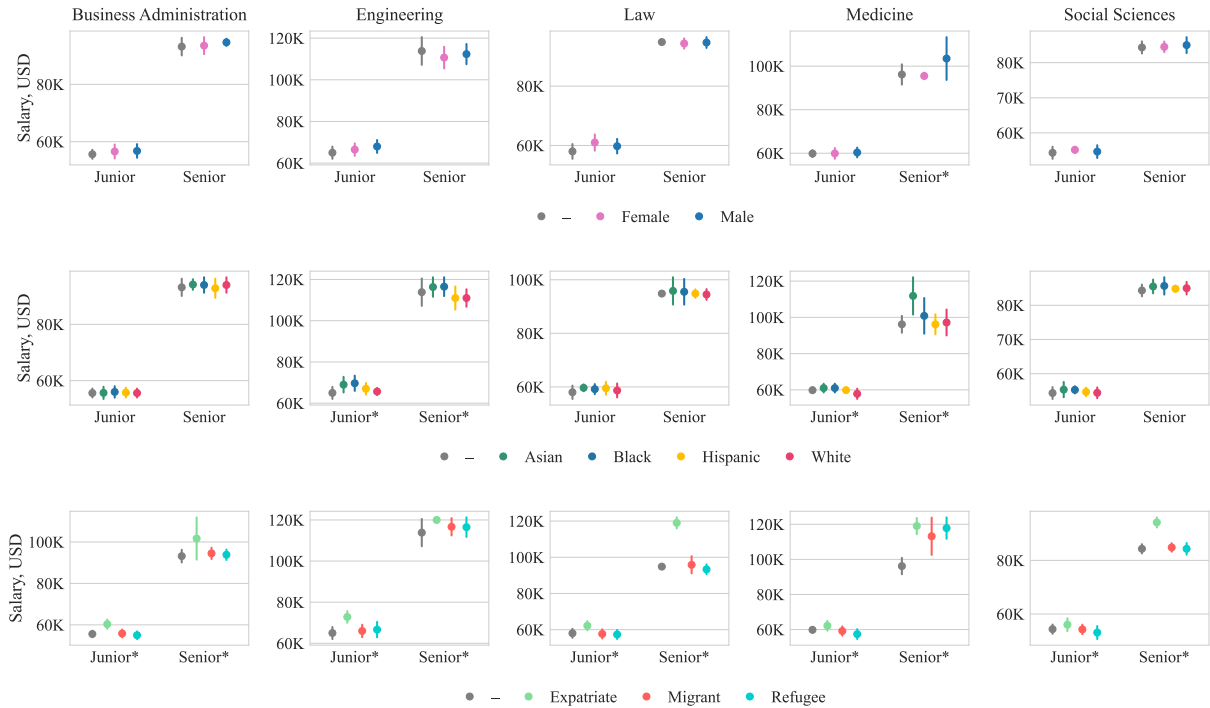 Business Administration Engineering Law Medicine Social Sciences
Salary, USD
80K
60K
Junior Senior
120K
100K
80K
60K
Junior Senior
80K
60K
Junior Senior
100K
80K
60K
Junior Senior*
80K
70K
60K
Junior Senior
– Female Male
Salary, USD
80K
60K
Junior Senior
120K
100K
80K
60K
Junior* Senior*
100K
80K
60K
Junior Senior
120K
100K
80K
60K
Junior* Senior*
80K
70K
60K
Junior Senior
– Asian Black Hispanic White
Salary, USD
100K
80K
60K
Junior* Senior*
120K
100K
80K
60K
Junior* Senior*
120K
100K
80K
60K
Junior* Senior*
120K
100K
80K
60K
Junior* Senior*
80K
60K
Junior* Senior*
– Expatriate Migrant Refugee